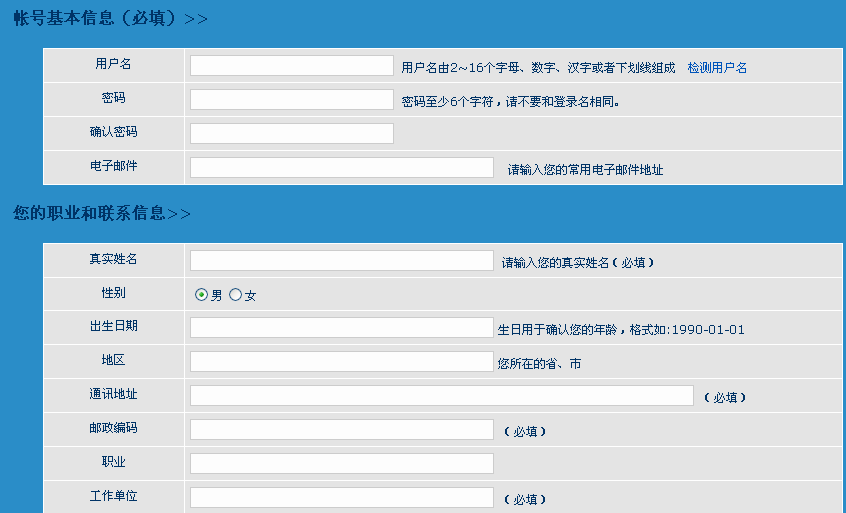 帐号基本信息（必填）>>
用户名 用户名由2~16个字母、数字、汉字或者下划线组成 检测用户名
密码 密码至少6个字符，请不要和登录名相同。
确认密码
电子邮件 请输入您的常用电子邮件地址
您的职业和联系信息>>
真实姓名 请输入您的真实姓名（必填）
性别 男 女
出生日期 生日用于确认您的年龄，格式如:1990-01-01
地区 您所在的省、市
通讯地址 （必填）
邮政编码 （必填）
职业
工作单位 （必填）